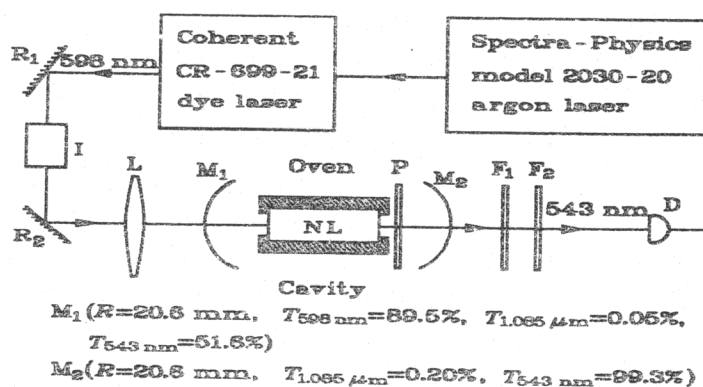 Coherent
CR-699-21
dye laser
Spectra-Physics
model 2030-20
argon laser
R1
598 nm
I
L
M1
Oven
P
M2
F1
F2
543 nm
D
R2
NL
Cavity
M1(R=20.6 mm, T598 nm=89.5%, T1.085 μm=0.05%,
T543 nm=51.6%)
M2(R=20.6 mm, T1.085 μm=0.20%, T543 nm=99.3%)